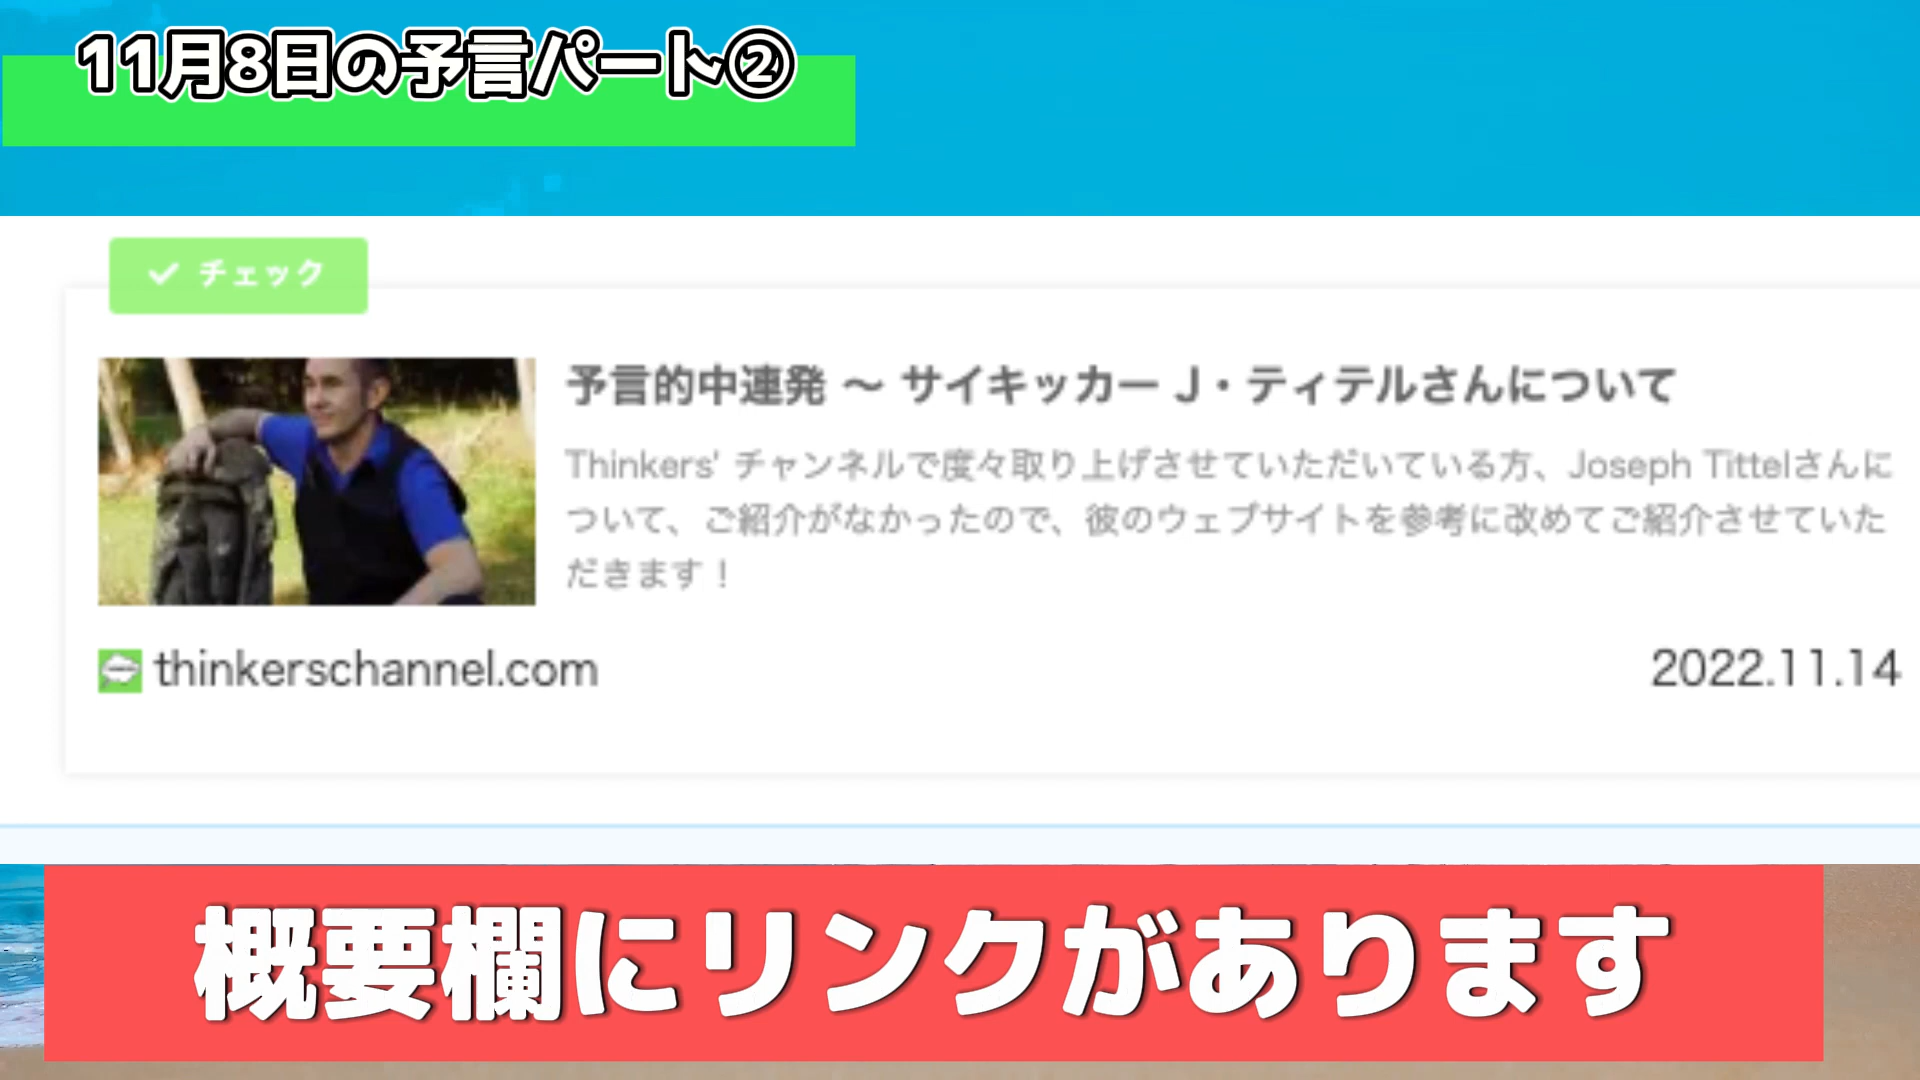 11月8日の予言パート②
チェック
予言的中連発 〜 サイキッカー J・ティテルさんについて
Thinkers' チャンネルで度々取り上げさせていただいている方、Joseph Tittelさんに
ついて、ご紹介がなかったので、彼のウェブサイトを参考に改めてご紹介させていた
だきます！
thinkerschannel.com
2022.11.14
概要欄にリンクがあります